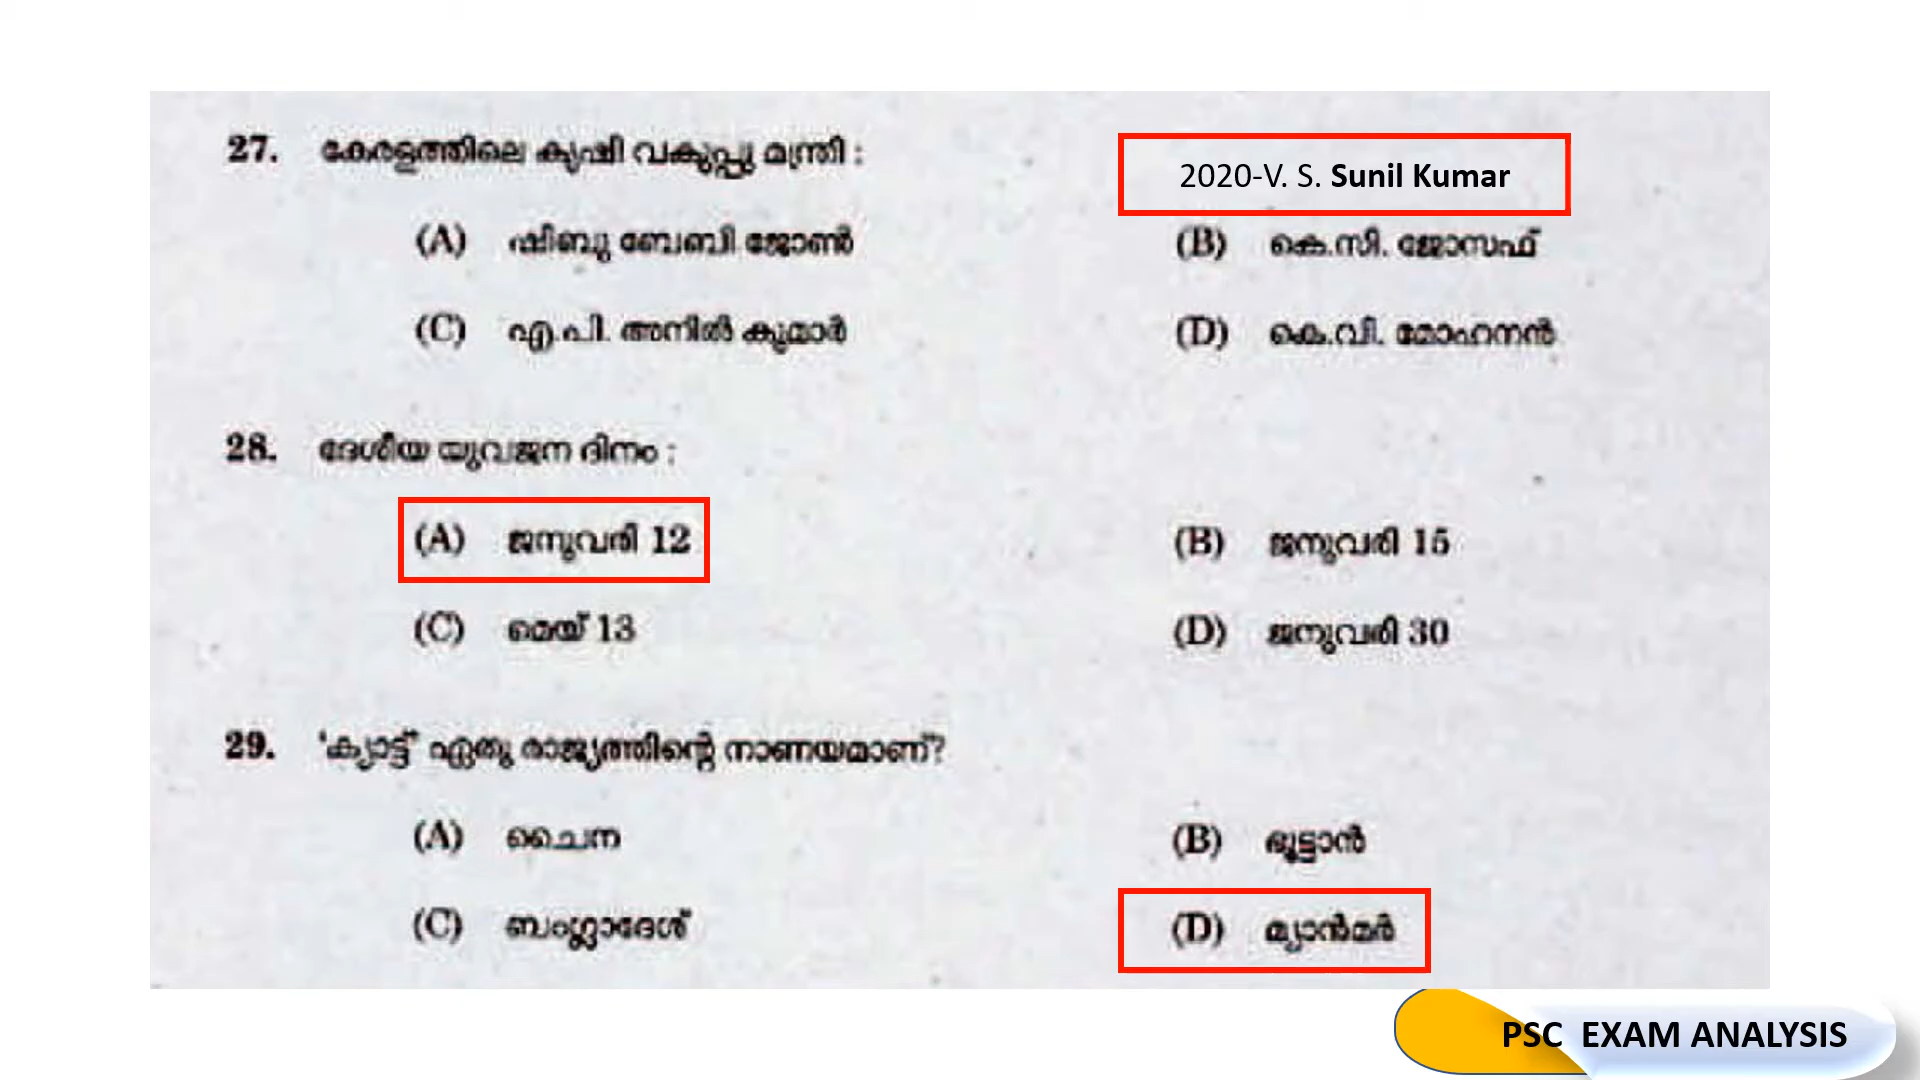 27. കേരളത്തിലെ കൃഷി വകുപ്പു മന്ത്രി :
2020-V. S. Sunil Kumar
(A) ഷിബു ബേബി ജോൺ (B) കെ.സി. ജോസഫ്
(C) എ.പി. അനിൽ കുമാർ (D) കെ.വി. മോഹനൻ
28. ദേശീയ യുവജന ദിനം :
(A) ജനുവരി 12 (B) ജനുവരി 15
(C) മെയ് 13 (D) ജനുവരി 30
29. 'ക്യാട്ട്' ഏതു രാജ്യത്തിന്റെ നാണയമാണ്?
(A) ചൈന (B) ഭൂട്ടാൻ
(C) ബംഗ്ലാദേശ് (D) മ്യാൻമർ
PSC EXAM ANALYSIS